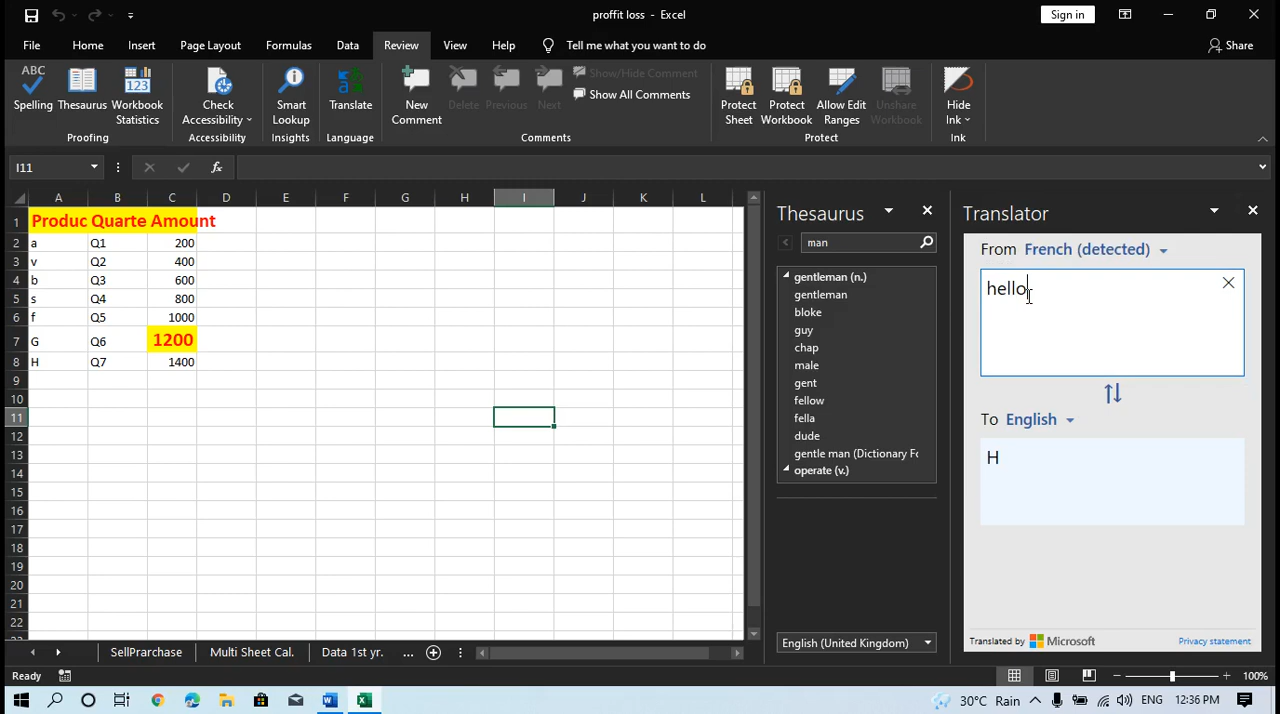 proffit loss - Excel
Sign in
File Home Insert Page Layout Formulas Data Review View Help Tell me what you want to do Share
ABC
Spelling Thesaurus Workbook Statistics
Check Accessibility
Smart Lookup
Translate
New Comment Delete Previous Next
Show/Hide Comment
Show All Comments
Protect Sheet Protect Workbook Allow Edit Ranges Unshare Workbook
Hide Ink
Proofing Accessibility Insights Language Comments Protect Ink
I11 fx
A B C D E F G H I J K L
1 Produc Quarte Amount
2 a Q1 200
3 v Q2 400
4 b Q3 600
5 s Q4 800
6 f Q5 1000
7 G Q6 1200
8 H Q7 1400
9
10
11
12
13
14
15
16
17
18
19
20
21
22
23
Thesaurus
man
gentleman (n.)
gentleman
bloke
guy
chap
male
gent
fellow
fella
dude
gentle man (Dictionary Fo
operate (v.)
English (United Kingdom)
Translator
From French (detected)
hello
To English
H
Translated by Microsoft Privacy statement
SellPrarchase Multi Sheet Cal. Data 1st yr. ...
Ready 100%
30°C Rain ENG 12:36 PM